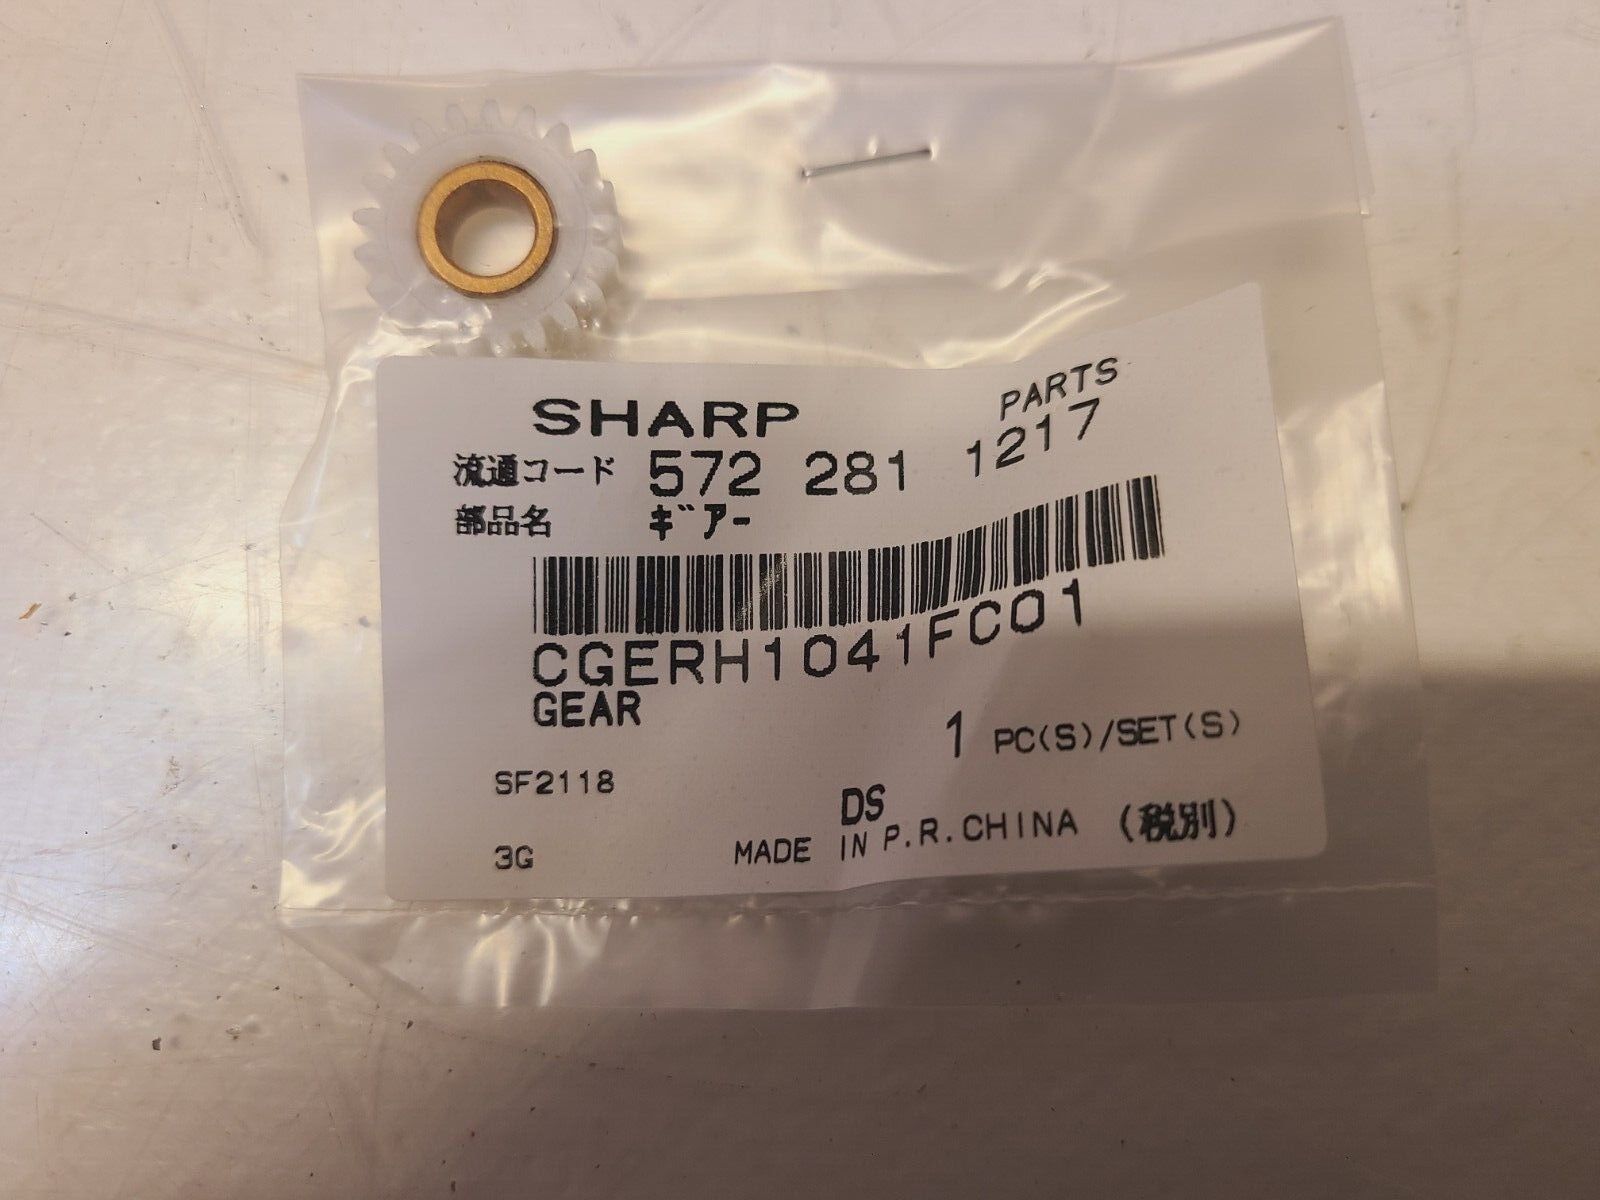 SHARP PARTS
流通コード 572 281 1217
部品名 ギアー
CGERH1041FC01
GEAR
1 PC(S)/SET(S)
SF2118
DS
3G MADE IN P.R.CHINA (税別)